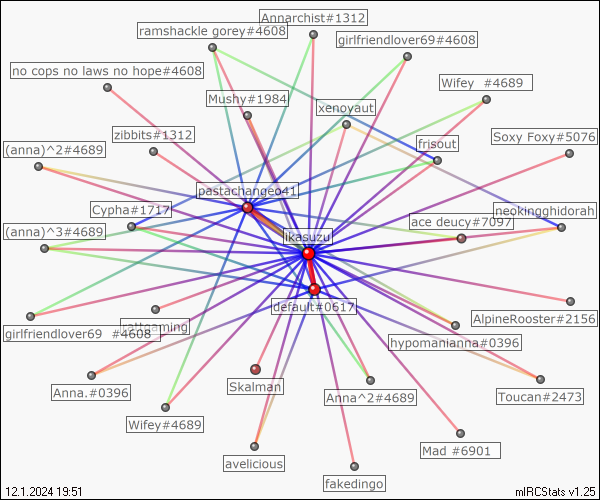 Annarchist#1312
ramshackle gorey#4608
girlfriendlover69#4608
no cops no laws no hope#4608
Wifey  #4689
Mushy#1984
xenoyaut
zibbits#1312
Soxy Foxy#5076
frisout
(anna)^2#4689
pastachangeo41
Cypha#1717
neokingghidorah
ace deucy#7097
(anna)^3#4689
ikasuzu
default#0617
AlpineRooster#2156
rattgaming
girlfriendlover69  #4608
hypomanianna#0396
Skalman
Anna.#0396
Anna^2#4689
Toucan#2473
Wifey#4689
Mad #6901
avelicious
fakedingo
12.1.2024 19:51
mIRCStats v1.25